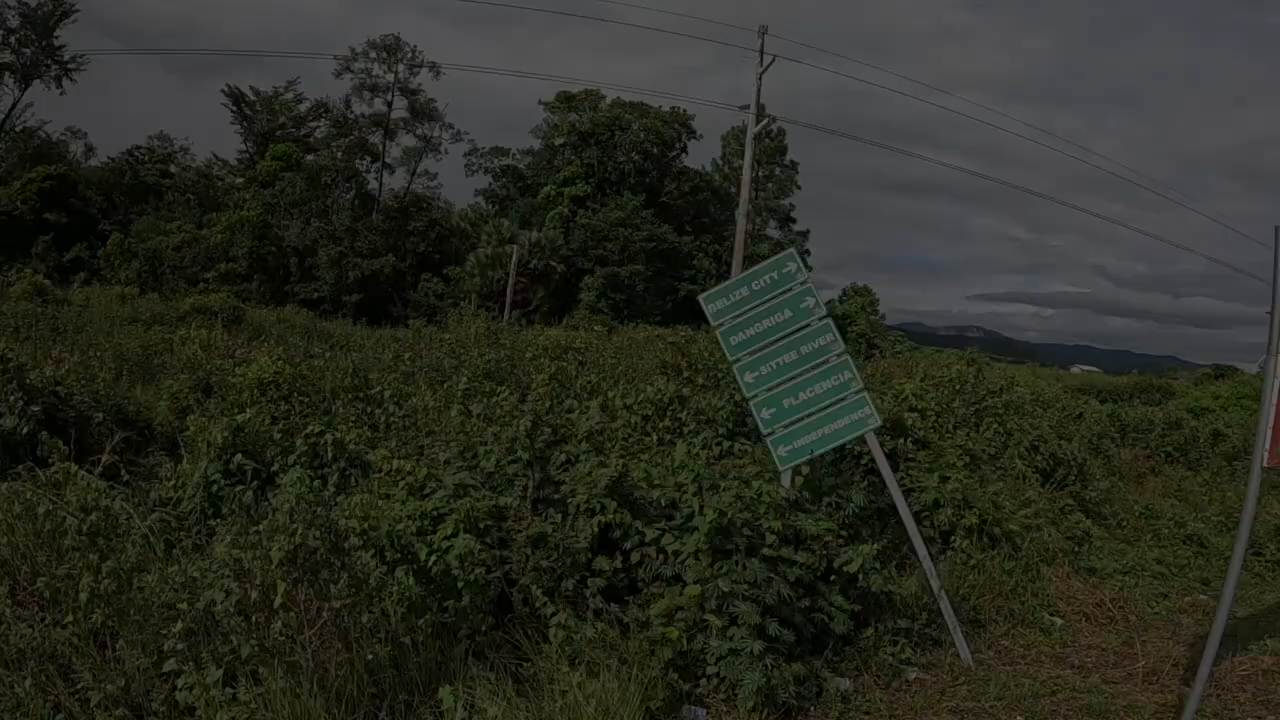 BELIZE CITY →
DANGRIGA →
← SITTEE RIVER
← PLACENCIA
← INDEPENDENCE